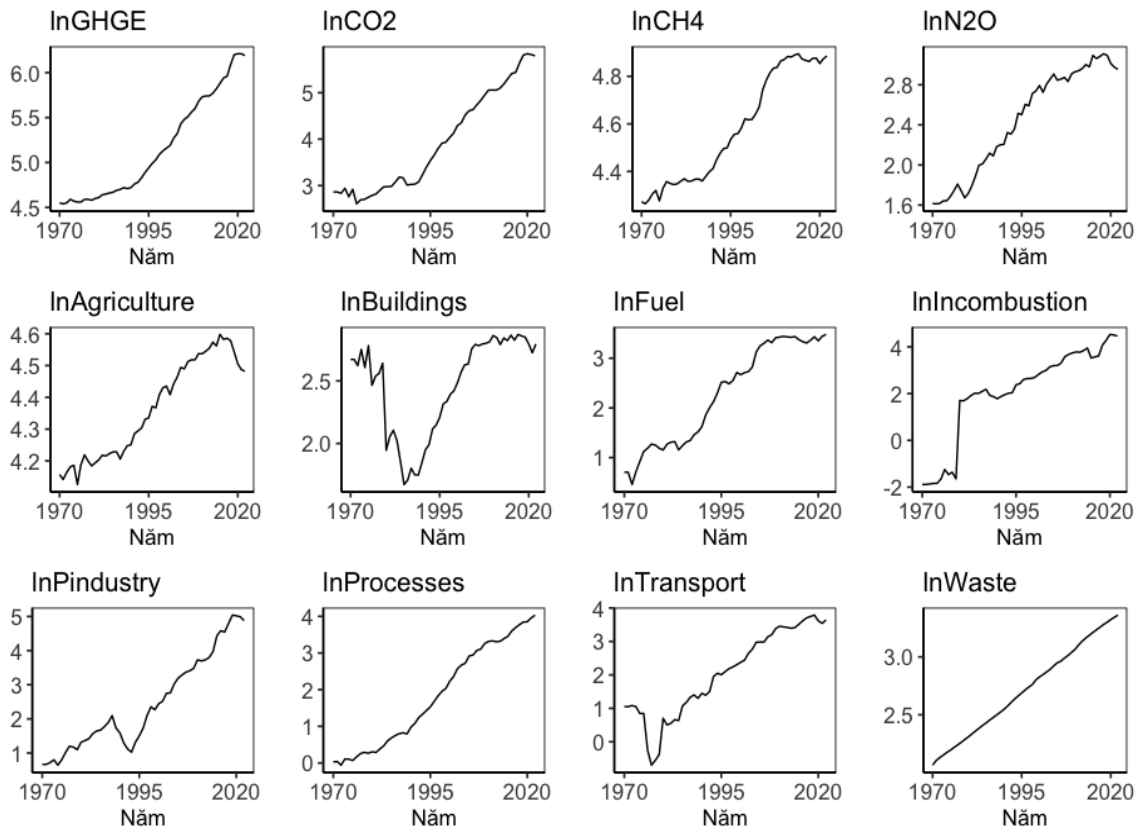 lnGHGE
6.0
5.5
5.0
4.5
1970 1995 2020
Năm
lnCO2
5
4
3
1970 1995 2020
Năm
lnCH4
4.8
4.6
4.4
1970 1995 2020
Năm
lnN2O
2.8
2.4
2.0
1.6
1970 1995 2020
Năm
lnAgriculture
4.6
4.5
4.4
4.3
4.2
1970 1995 2020
Năm
lnBuildings
2.5
2.0
1970 1995 2020
Năm
lnFuel
3
2
1
1970 1995 2020
Năm
lnIncombustion
4
2
0
-2
1970 1995 2020
Năm
lnPindustry
5
4
3
2
1
1970 1995 2020
Năm
lnProcesses
4
3
2
1
0
1970 1995 2020
Năm
lnTransport
4
3
2
1
0
1970 1995 2020
Năm
lnWaste
3.0
2.5
1970 1995 2020
Năm